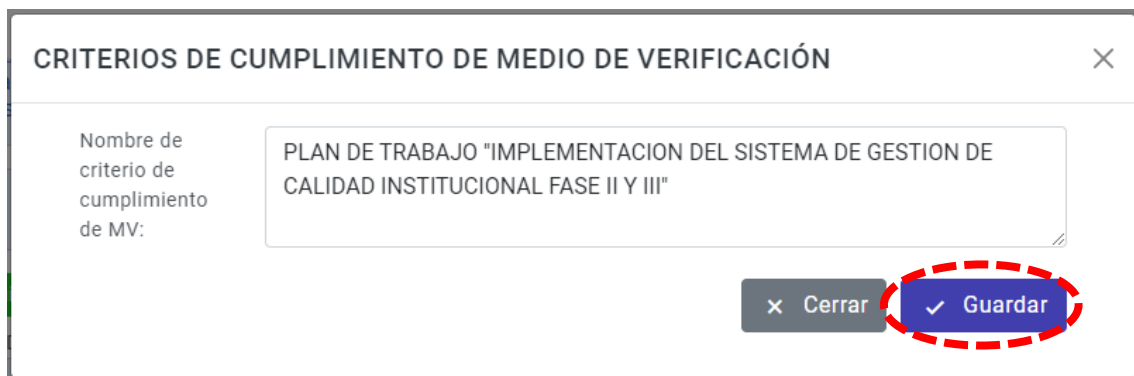 CRITERIOS DE CUMPLIMIENTO DE MEDIO DE VERIFICACIÓN
Nombre de
criterio de
cumplimiento
de MV:
PLAN DE TRABAJO "IMPLEMENTACION DEL SISTEMA DE GESTION DE
CALIDAD INSTITUCIONAL FASE II Y III"
Cerrar
Guardar